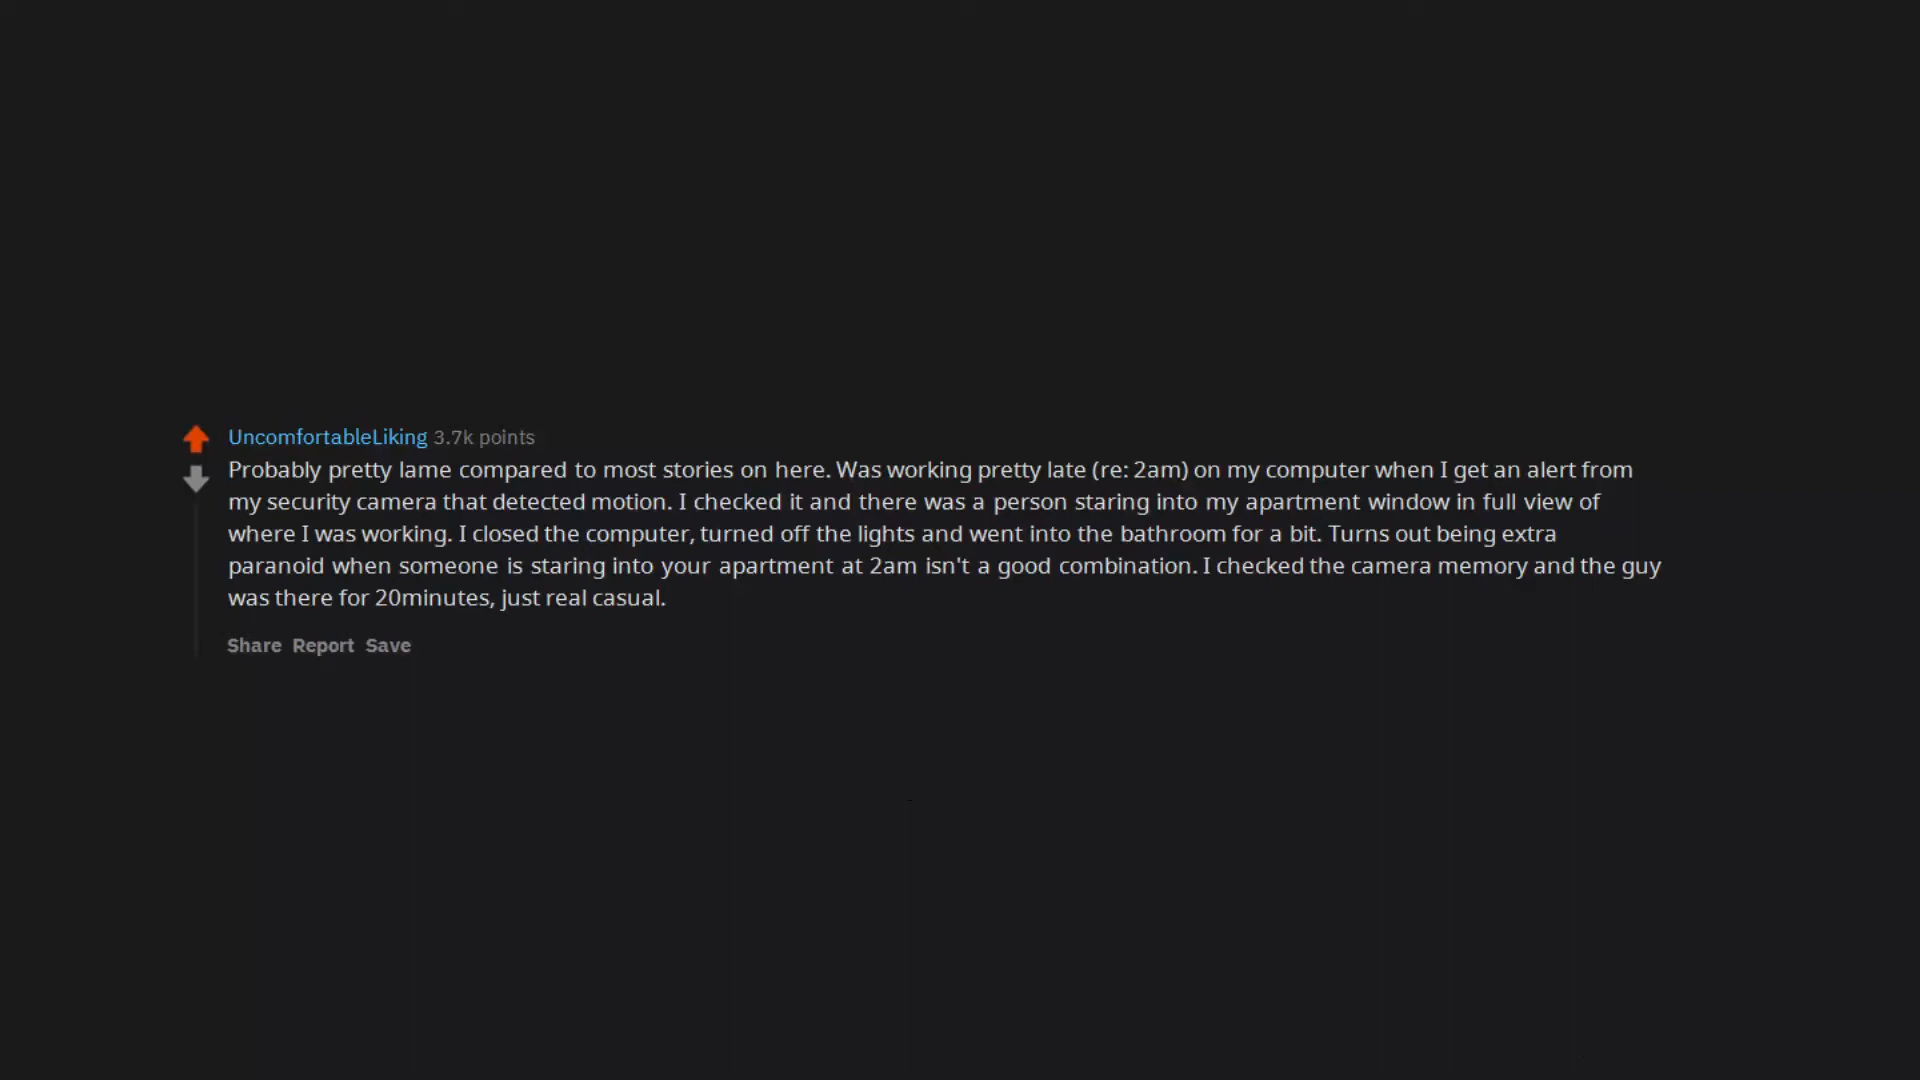 UncomfortableLiking 3.7k points
Probably pretty lame compared to most stories on here. Was working pretty late (re: 2am) on my computer when I get an alert from
my security camera that detected motion. I checked it and there was a person staring into my apartment window in full view of
where I was working. I closed the computer, turned off the lights and went into the bathroom for a bit. Turns out being extra
paranoid when someone is staring into your apartment at 2am isn't a good combination. I checked the camera memory and the guy
was there for 20minutes, just real casual.
Share Report Save